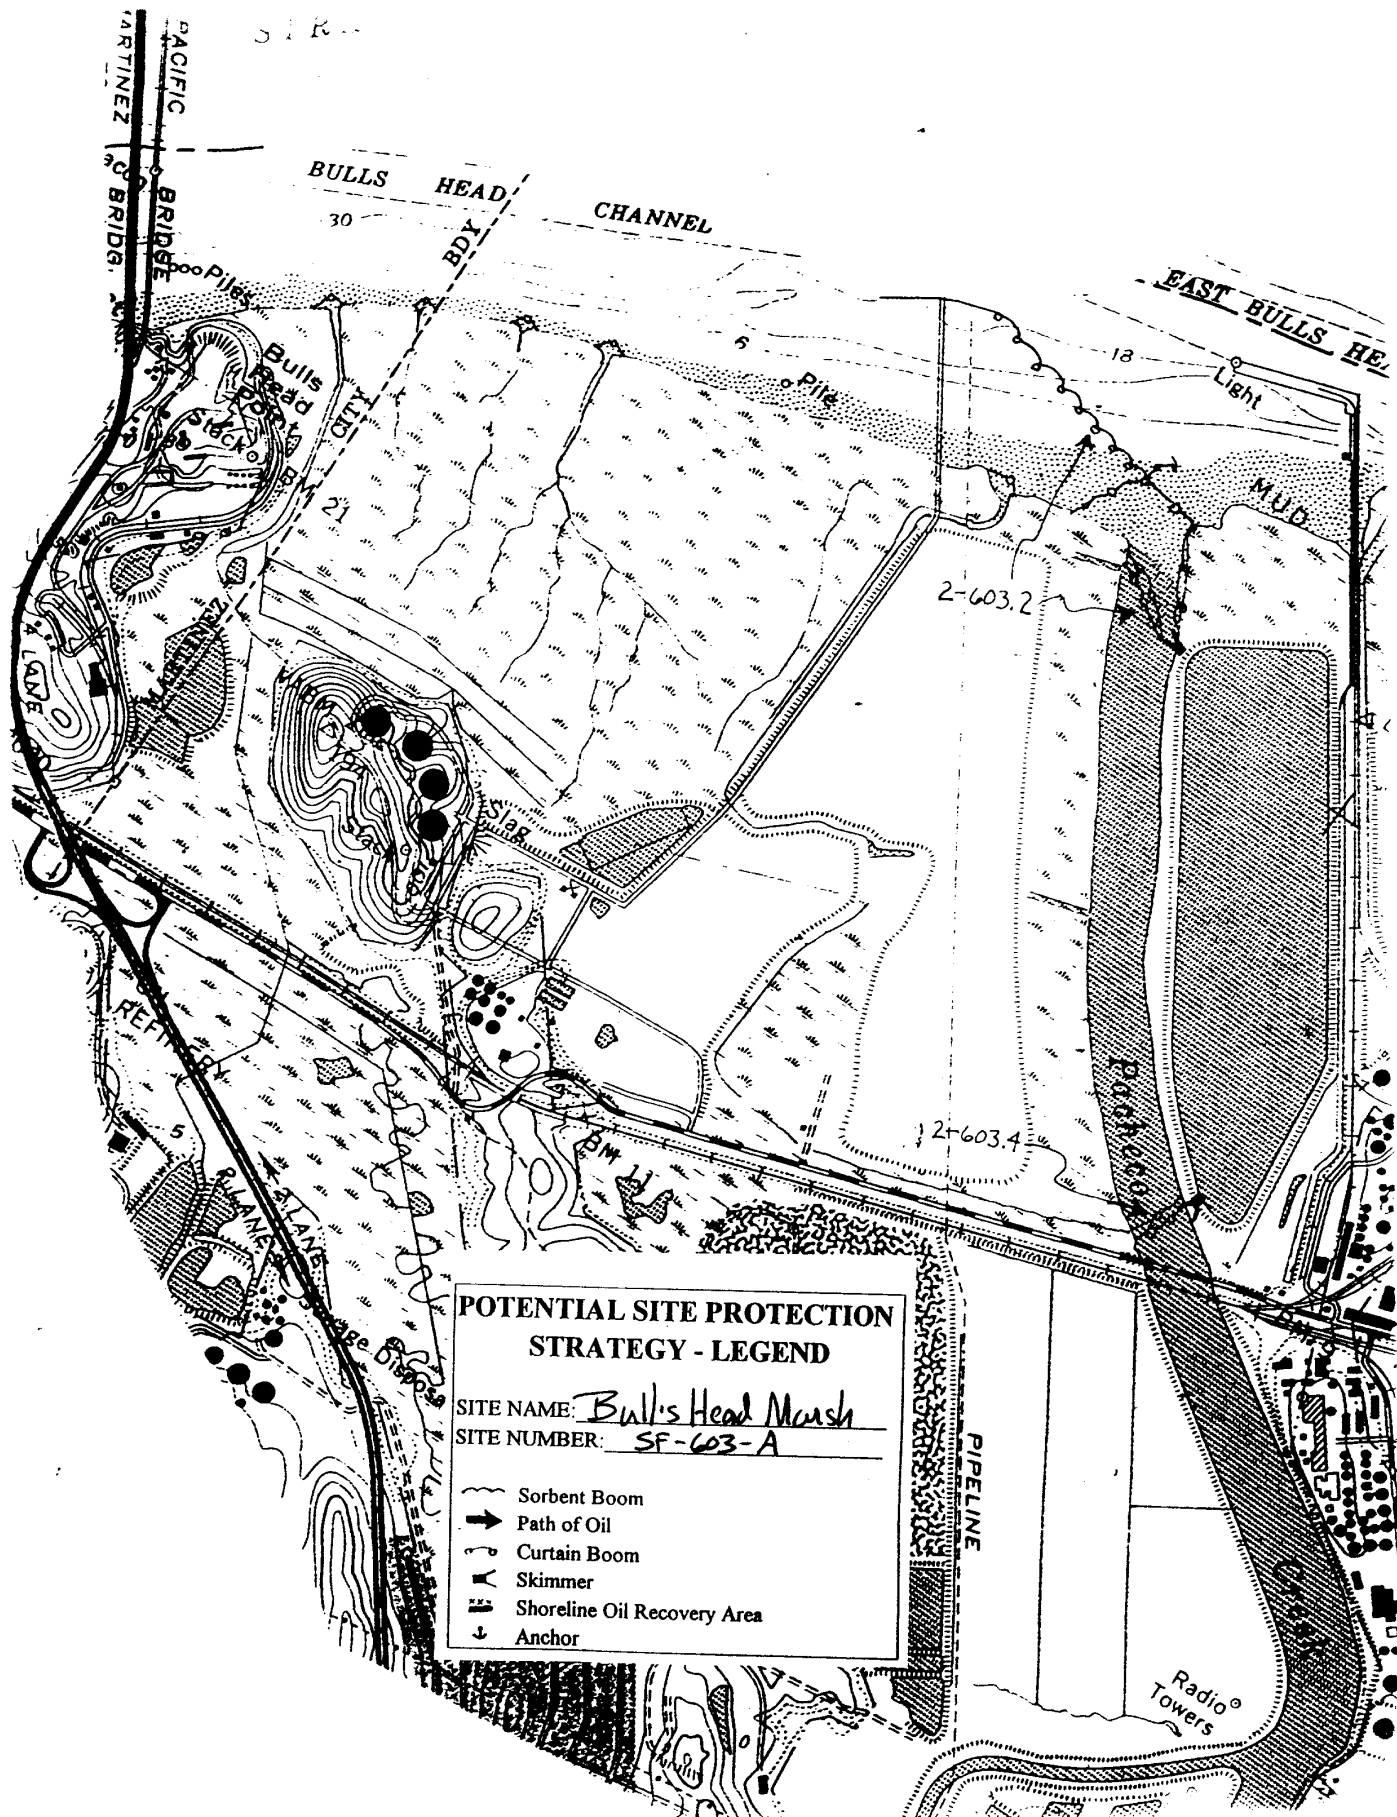 PACIFIC
BRIDGE
BULLS HEAD CHANNEL
30
BDY
Piles
EAST BULLS
Bulls
Head
Point
Stack
6
Pile
18
Light
CITY
BM
21
MUD
2-603.2
MARTINEZ
A LANE
ROAD
Slag
REFINERY
5
Pacheco
2-603.4
BM 11
A LANE
POTENTIAL SITE PROTECTION
STRATEGY - LEGEND
SITE NAME: Bull's Head Marsh
SITE NUMBER: SF-603-A
Sorbent Boom
Path of Oil
Curtain Boom
Skimmer
Shoreline Oil Recovery Area
Anchor
PIPELINE
Creek
Radio
Towers